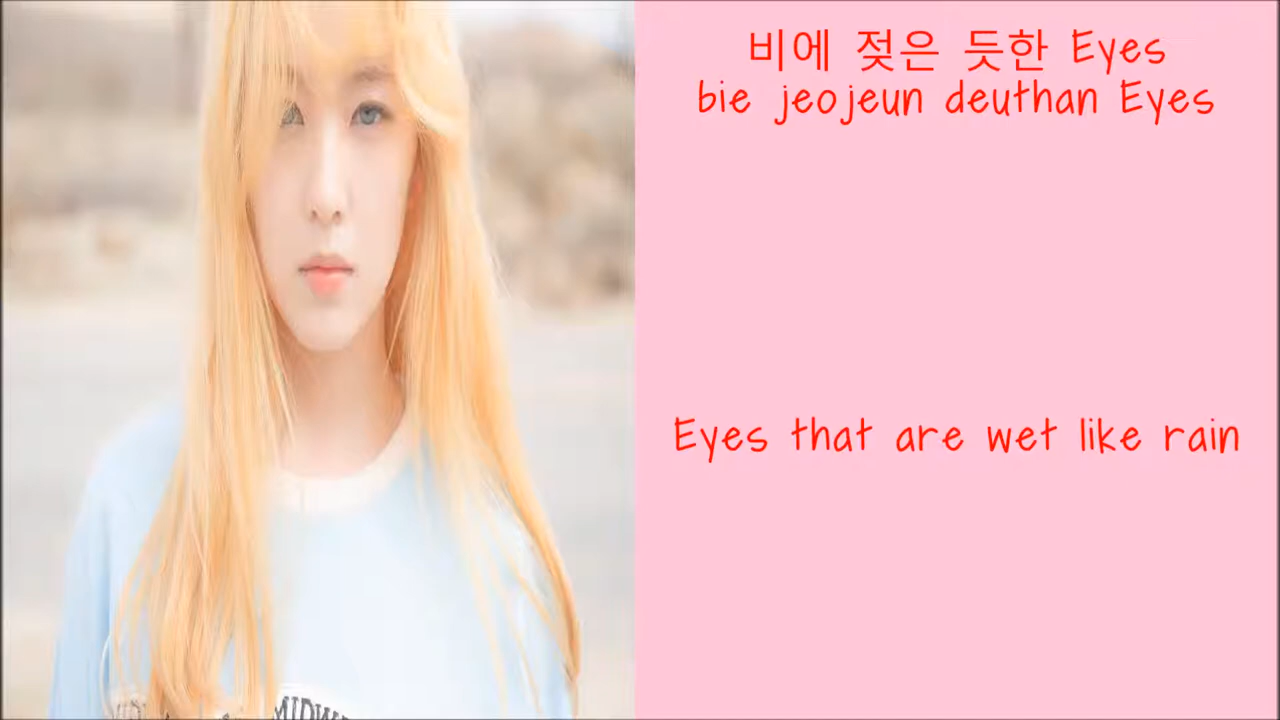 비에 젖은 듯한 Eyes
bie jeojeun deuthan Eyes
Eyes that are wet like rain